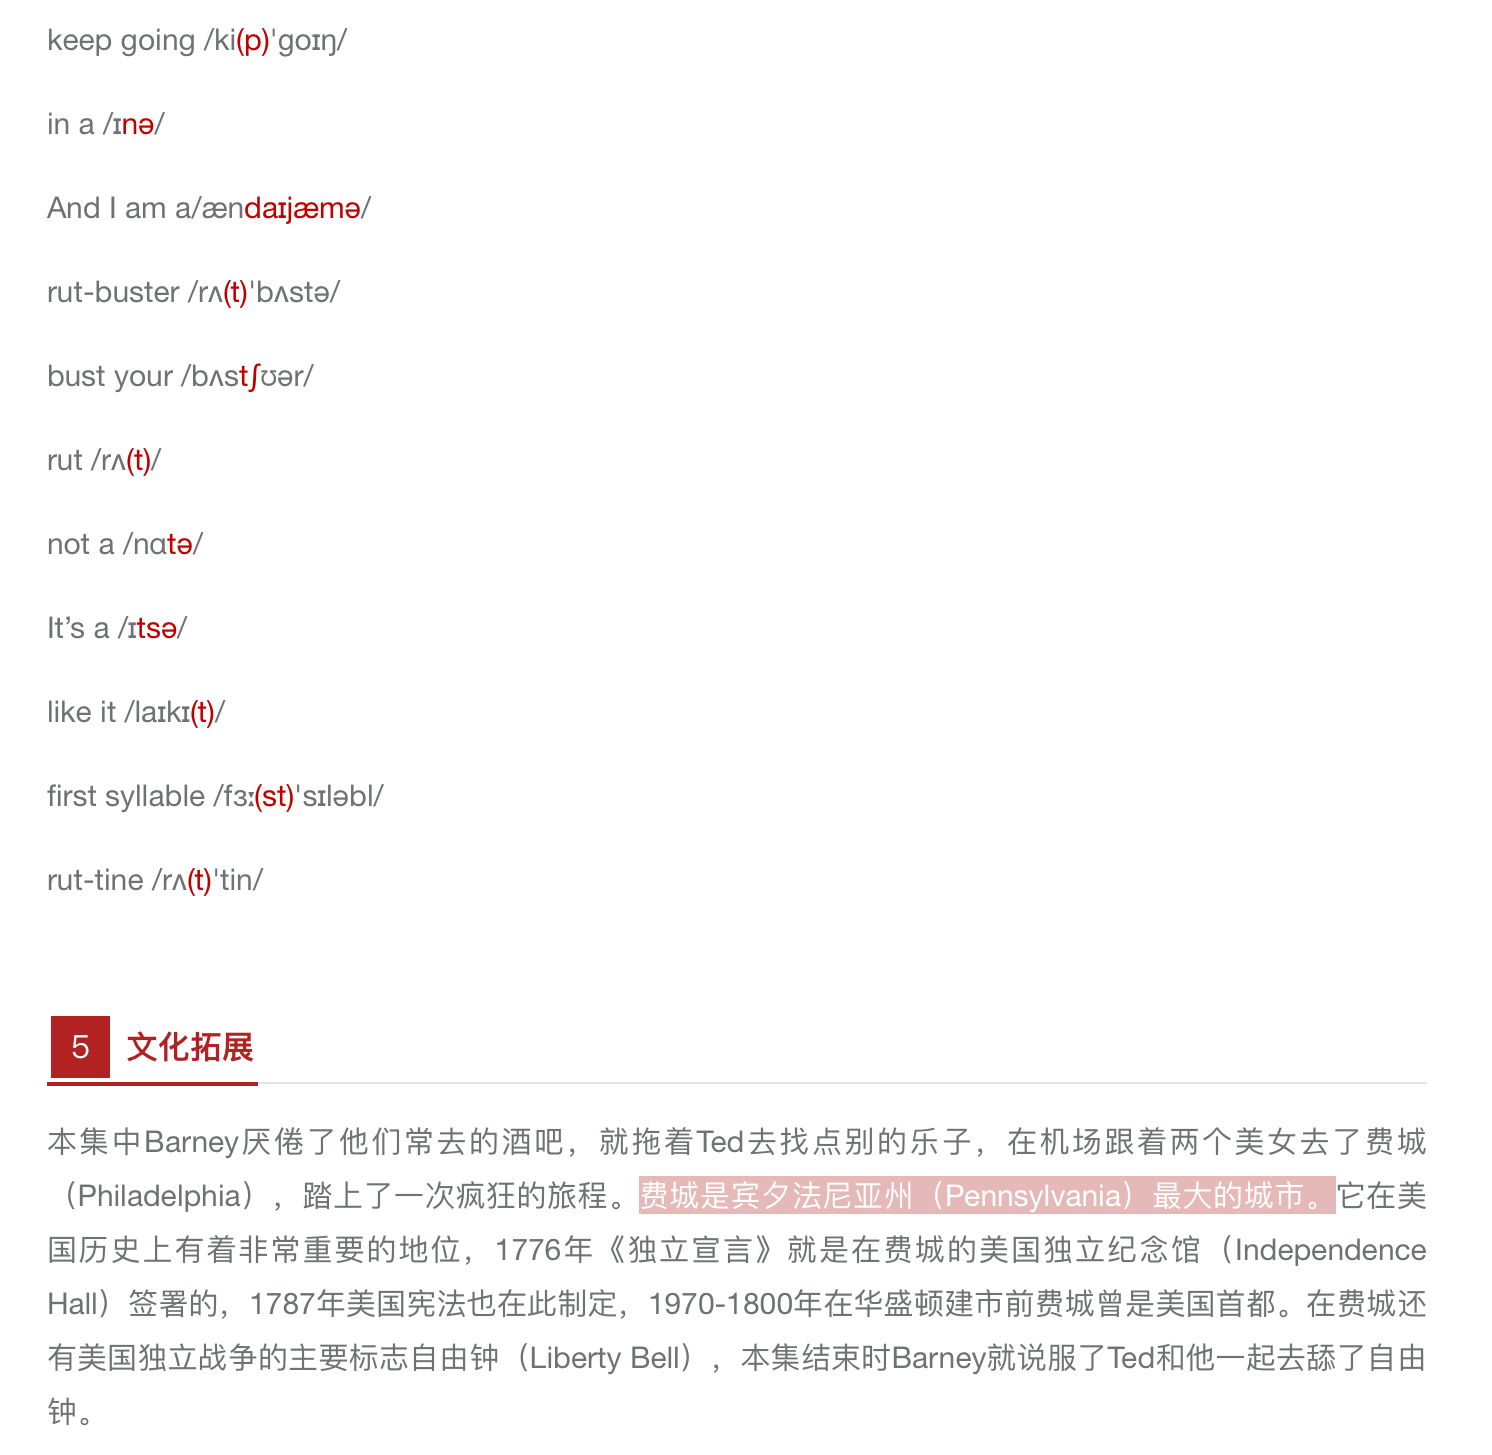 keep going /ki(p)ˈgoɪŋ/
in a /ɪnə/
And I am a/ændaɪjæmə/
rut-buster /rʌ(t)ˈbʌstə/
bust your /bʌstʃʊər/
rut /rʌ(t)/
not a /nɑtə/
It’s a /ɪtsə/
like it /laɪkɪ(t)/
first syllable /fɜː(st)ˈsɪləbl/
rut-tine /rʌ(t)ˈtin/
5 文化拓展
本集中Barney厌倦了他们常去的酒吧，就拖着Ted去找点别的乐子，在机场跟着两个美女去了费城
（Philadelphia），踏上了一次疯狂的旅程。费城是宾夕法尼亚州（Pennsylvania）最大的城市。它在美
国历史上有着非常重要的地位，1776年《独立宣言》就是在费城的美国独立纪念馆（Independence
Hall）签署的，1787年美国宪法也在此制定，1970-1800年在华盛顿建市前费城曾是美国首都。在费城还
有美国独立战争的主要标志自由钟（Liberty Bell），本集结束时Barney就说服了Ted和他一起去舔了自由
钟。